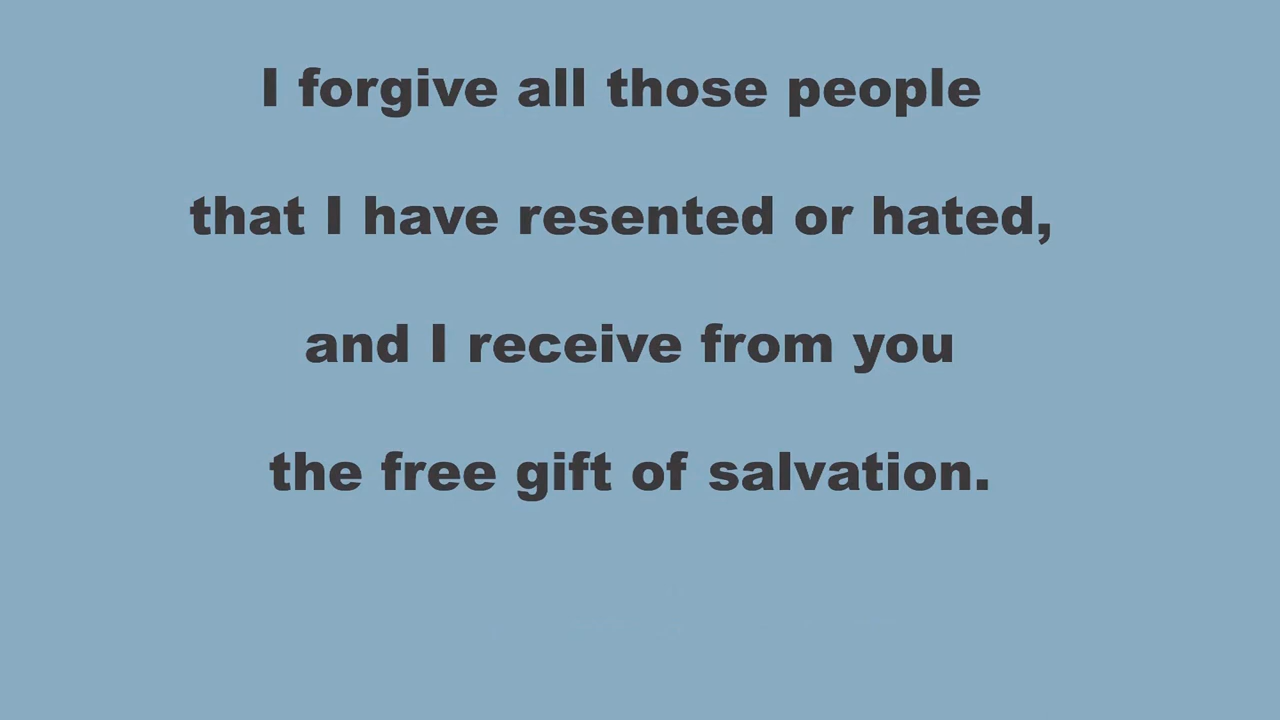 I forgive all those people
that I have resented or hated,
and I receive from you
the free gift of salvation.